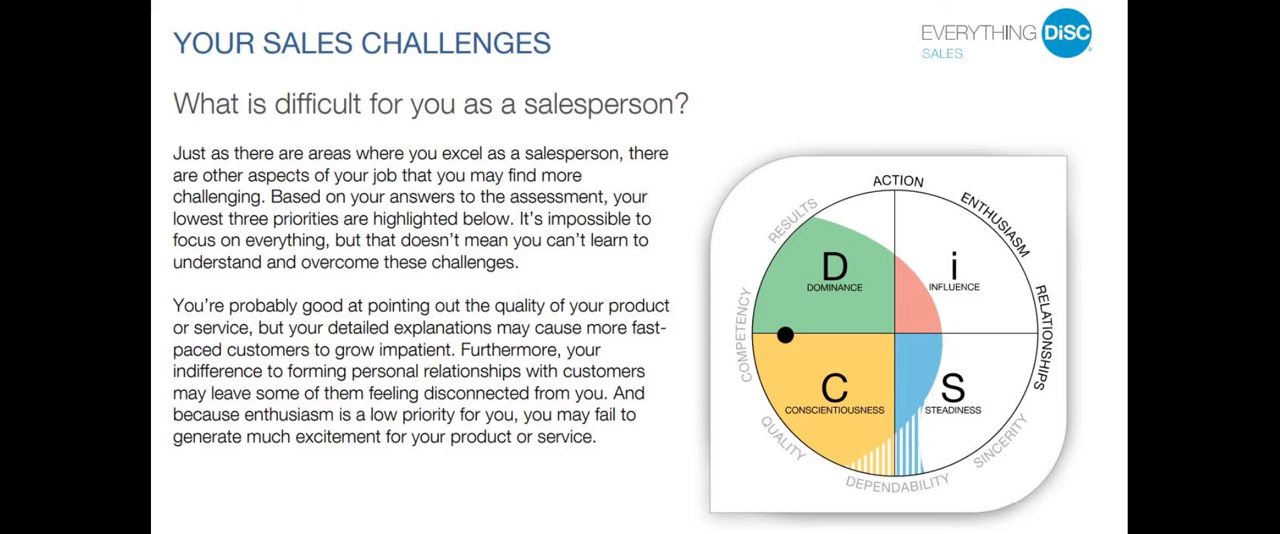 YOUR SALES CHALLENGES
EVERYTHING DiSC
SALES
What is difficult for you as a salesperson?
Just as there are areas where you excel as a salesperson, there
are other aspects of your job that you may find more
challenging. Based on your answers to the assessment, your
lowest three priorities are highlighted below. It's impossible to
focus on everything, but that doesn't mean you can't learn to
understand and overcome these challenges.
You're probably good at pointing out the quality of your product
or service, but your detailed explanations may cause more fast-
paced customers to grow impatient. Furthermore, your
indifference to forming personal relationships with customers
may leave some of them feeling disconnected from you. And
because enthusiasm is a low priority for you, you may fail to
generate much excitement for your product or service.
ACTION
RESULTS
ENTHUSIASM
D
DOMINANCE
i
INFLUENCE
COMPETENCY
RELATIONSHIPS
C
CONSCIENTIOUSNESS
S
STEADINESS
QUALITY
SINCERITY
DEPENDABILITY